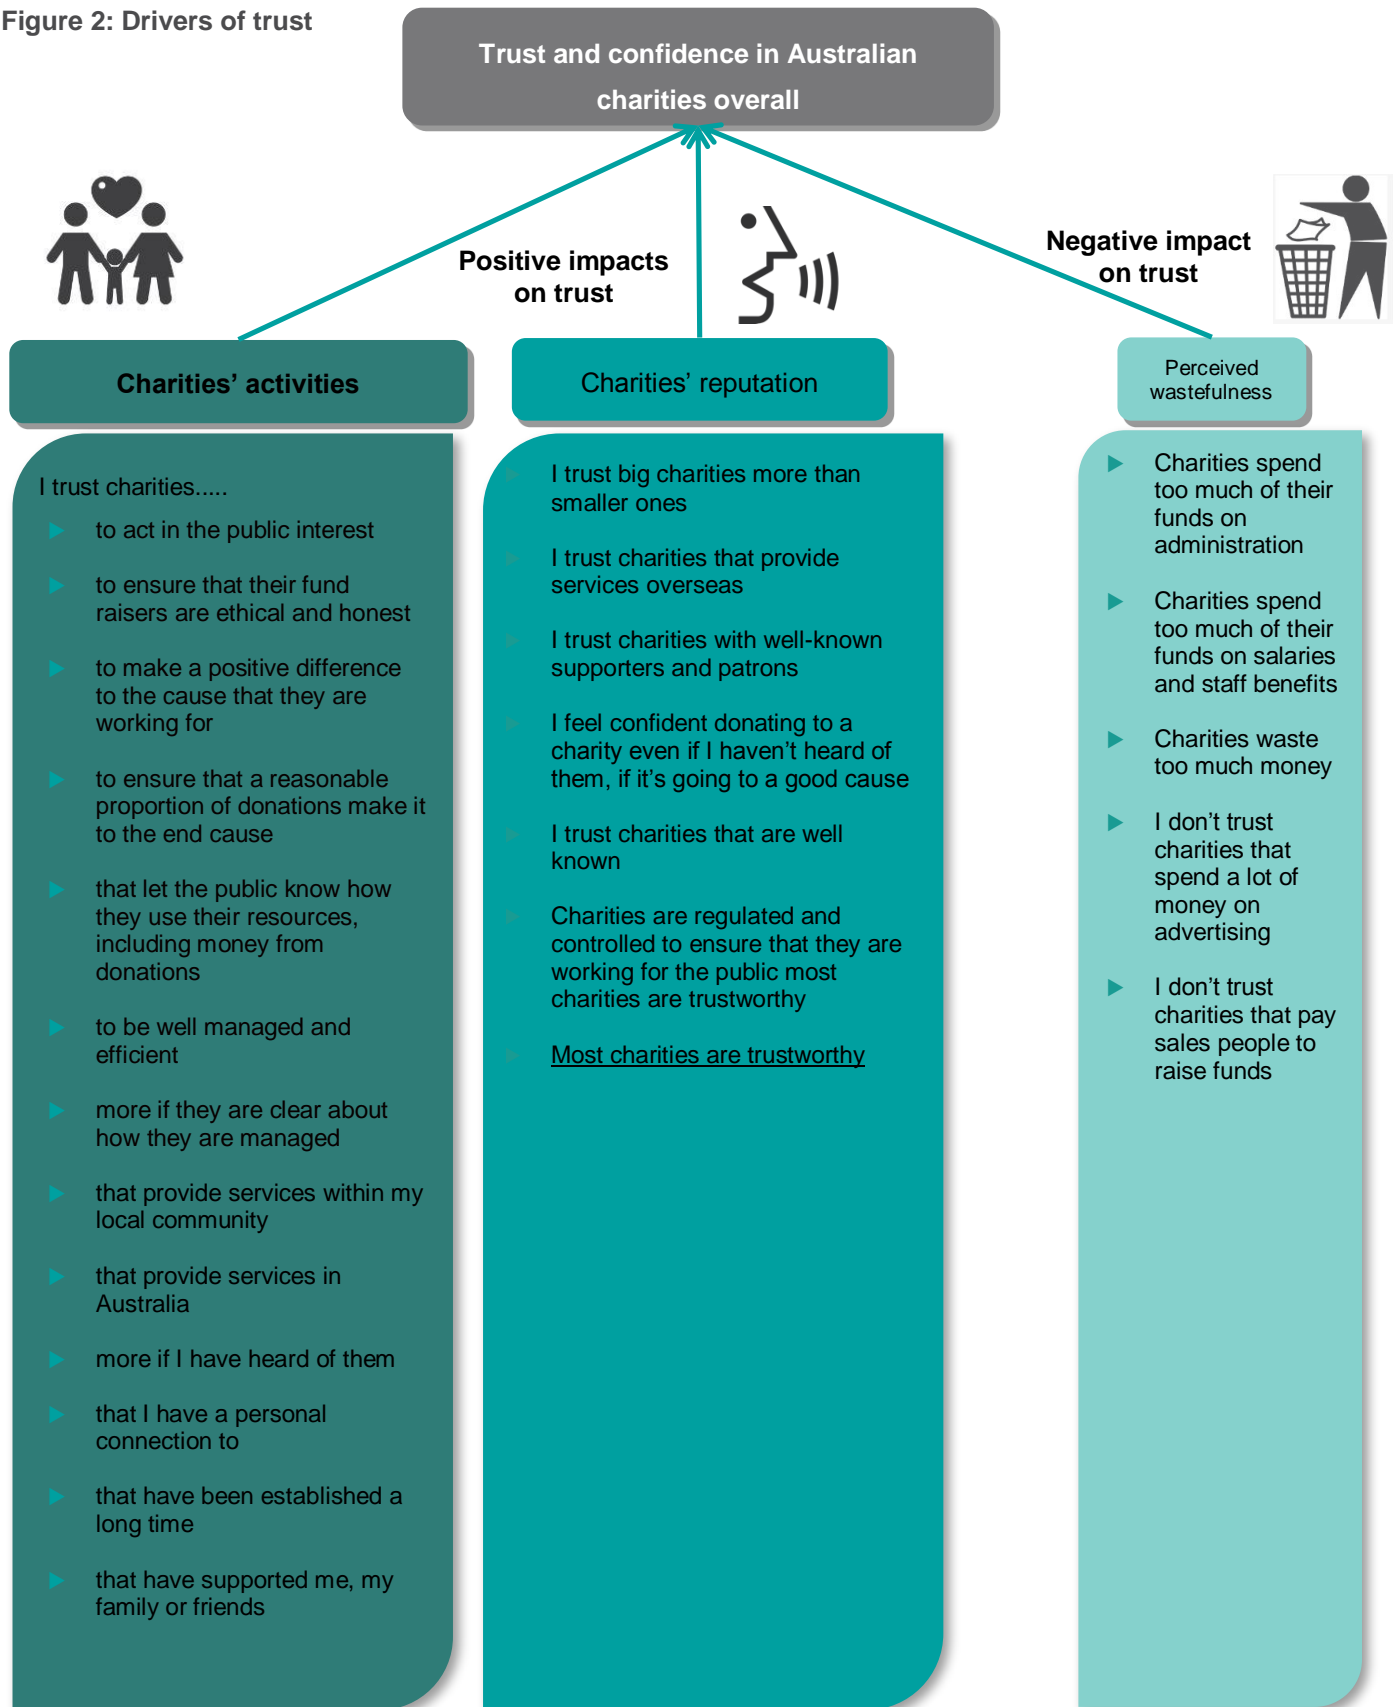 Figure 2: Drivers of trust
Trust and confidence in Australian
charities overall
Positive impacts
on trust
Negative impact
on trust
Charities’ activities
I trust charities.....
to act in the public interest
to ensure that their fund
raisers are ethical and honest
to make a positive difference
to the cause that they are
working for
to ensure that a reasonable
proportion of donations make it
to the end cause
that let the public know how
they use their resources,
including money from
donations
to be well managed and
efficient
more if they are clear about
how they are managed
that provide services within my
local community
that provide services in
Australia
more if I have heard of them
that I have a personal
connection to
that have been established a
long time
that have supported me, my
family or friends
Charities’ reputation
I trust big charities more than
smaller ones
I trust charities that provide
services overseas
I trust charities with well-known
supporters and patrons
I feel confident donating to a
charity even if I haven’t heard of
them, if it’s going to a good cause
I trust charities that are well
known
Charities are regulated and
controlled to ensure that they are
working for the public most
charities are trustworthy
Most charities are trustworthy
Perceived
wastefulness
Charities spend
too much of their
funds on
administration
Charities spend
too much of their
funds on salaries
and staff benefits
Charities waste
too much money
I don’t trust
charities that
spend a lot of
money on
advertising
I don’t trust
charities that pay
sales people to
raise funds